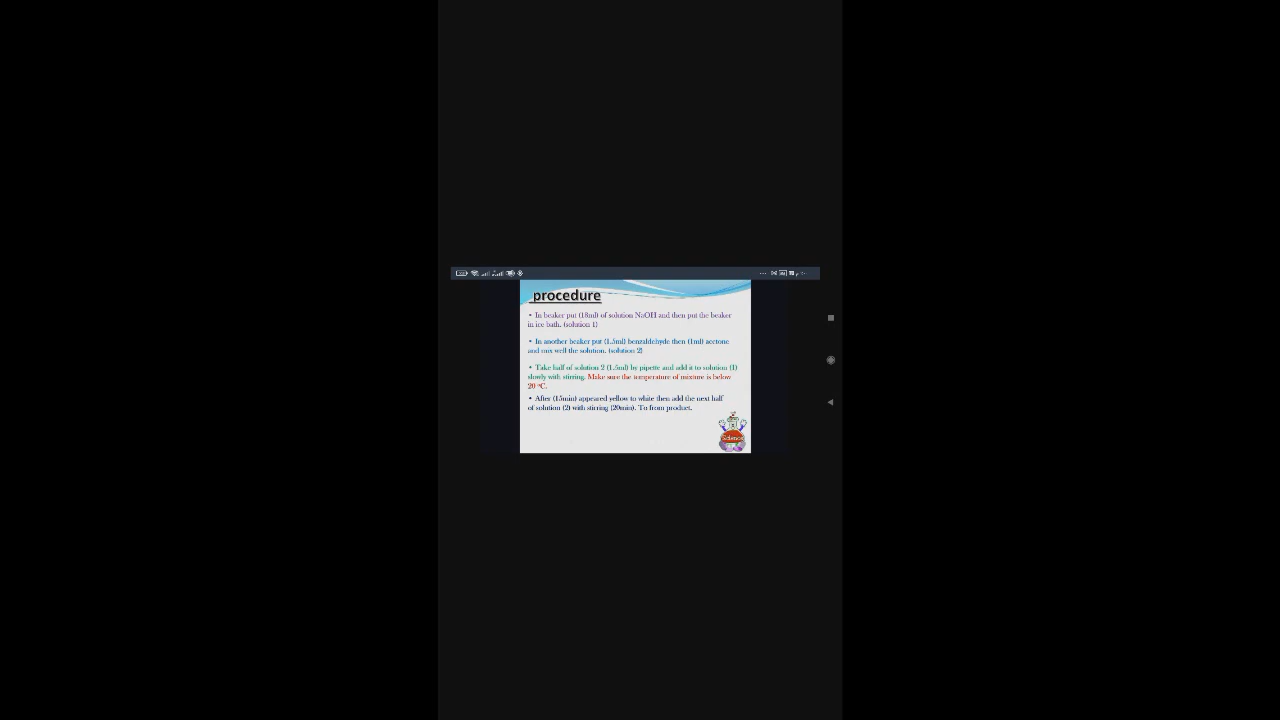 procedure
• In beaker put (18ml) of solution NaOH and then put the beaker
in ice bath. (solution 1)
• In another beaker put (1.5ml) benzaldehyde then (1ml) acetone
and mix well the solution. (solution 2)
• Take half of solution 2 (1.5ml) by pipette and add it to solution (1)
slowly with stirring. Make sure the temperature of mixture is below
20 °C.
• After (15min) appeared yellow to white then add the next half
of solution (2) with stirring (20min). To from product.
Science